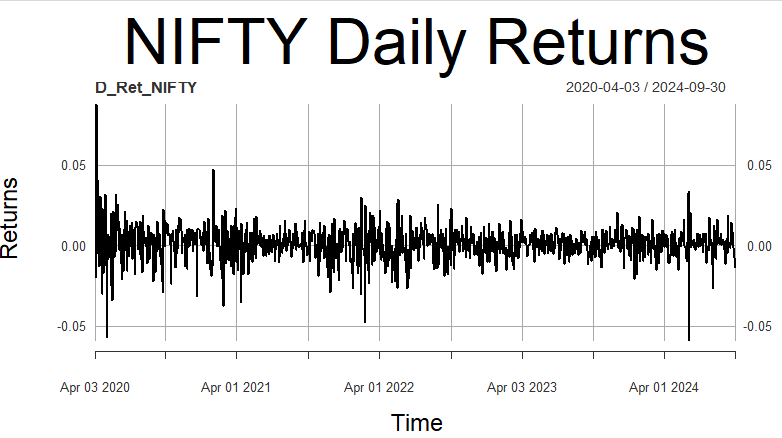 NIFTY Daily Returns
D_Ret_NIFTY 2020-04-03 / 2024-09-30
Returns
0.05 0.05
0.00 0.00
-0.05 -0.05
Apr 03 2020 Apr 01 2021 Apr 01 2022 Apr 03 2023 Apr 01 2024
Time